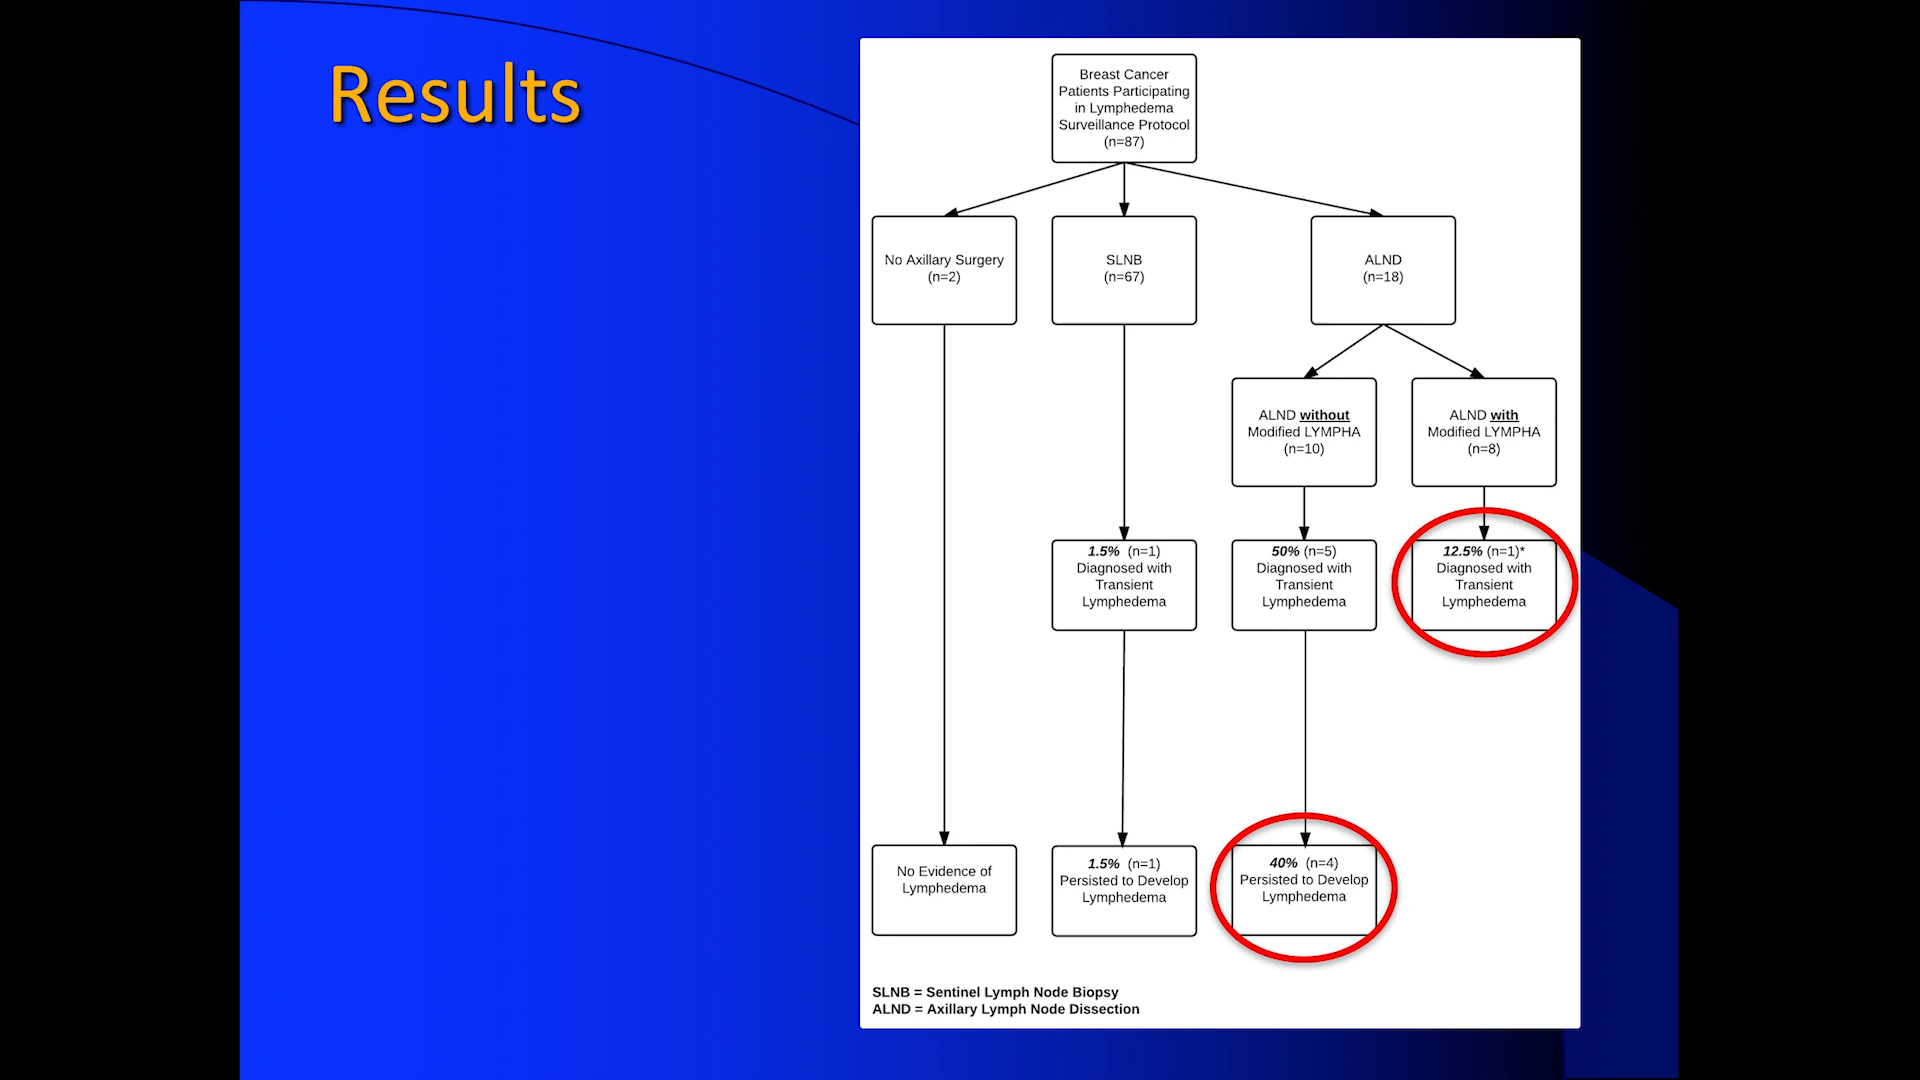 Results
Breast Cancer
Patients Participating
in Lymphedema
Surveillance Protocol
(n=87)
No Axillary Surgery
(n=2)
SLNB
(n=67)
ALND
(n=18)
ALND without
Modified LYMPHA
(n=10)
ALND with
Modified LYMPHA
(n=8)
1.5% (n=1)
Diagnosed with
Transient
Lymphedema
50% (n=5)
Diagnosed with
Transient
Lymphedema
12.5% (n=1)*
Diagnosed with
Transient
Lymphedema
No Evidence of
Lymphedema
1.5% (n=1)
Persisted to Develop
Lymphedema
40% (n=4)
Persisted to Develop
Lymphedema
SLNB = Sentinel Lymph Node Biopsy
ALND = Axillary Lymph Node Dissection